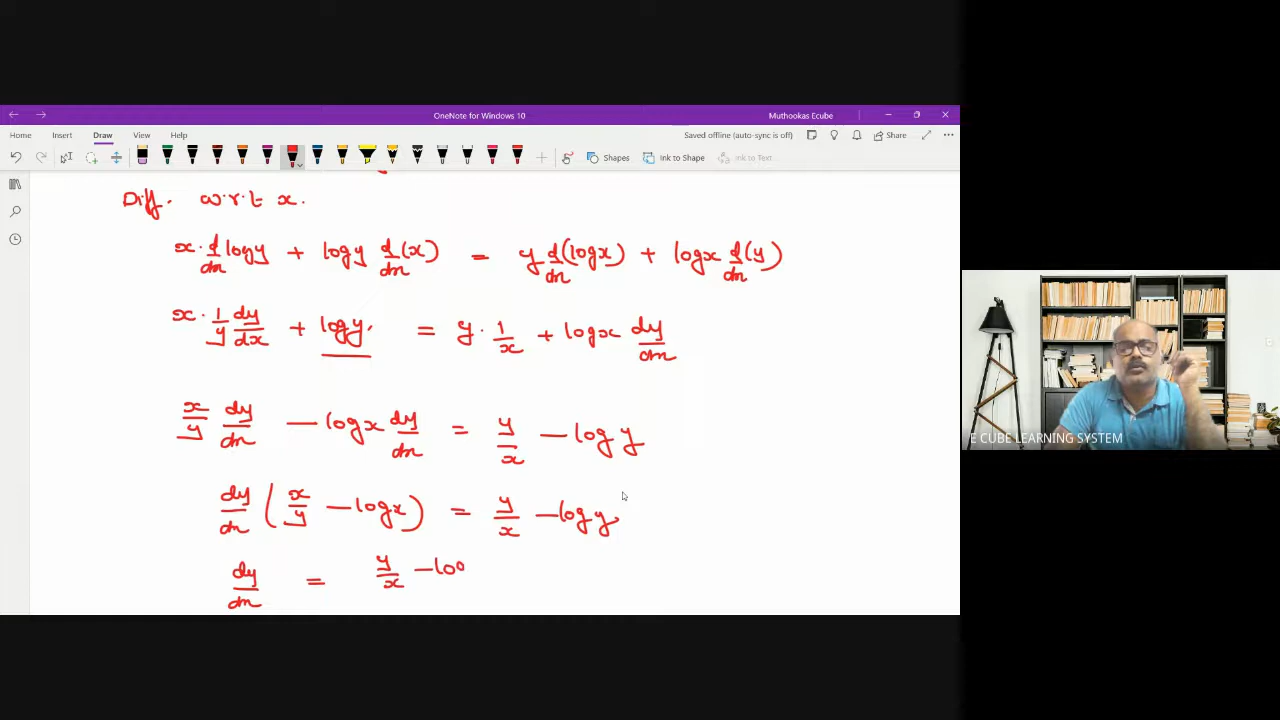 OneNote for Windows 10
Muthookas Ecube
Home Insert Draw View Help
Saved offline (auto-sync is off)
Share
Shapes
Ink to Shape
Ink to Text
Diff. w.r.t x.
x · d/dx log y + log y d/dx (x) = y d/dx (log x) + log x d/dx (y)
x · 1/y dy/dx + log y. = y · 1/x + log x dy/dx
x/y dy/dx − log x dy/dx = y/x − log y
dy/dx ( x/y − log x ) = y/x − log y
dy/dx = y/x − loo
E CUBE LEARNING SYSTEM